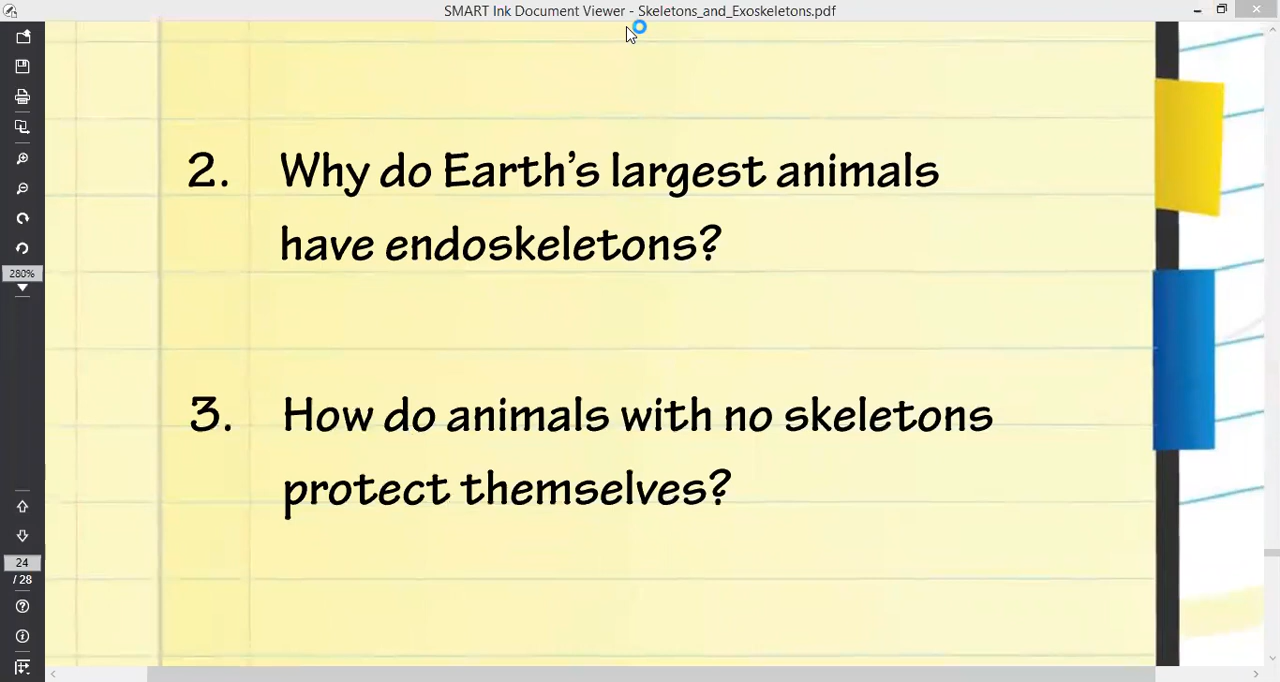 SMART Ink Document Viewer - Skeletons_and_Exoskeletons.pdf
2. Why do Earth's largest animals
have endoskeletons?
3. How do animals with no skeletons
protect themselves?
280%
24
/ 28